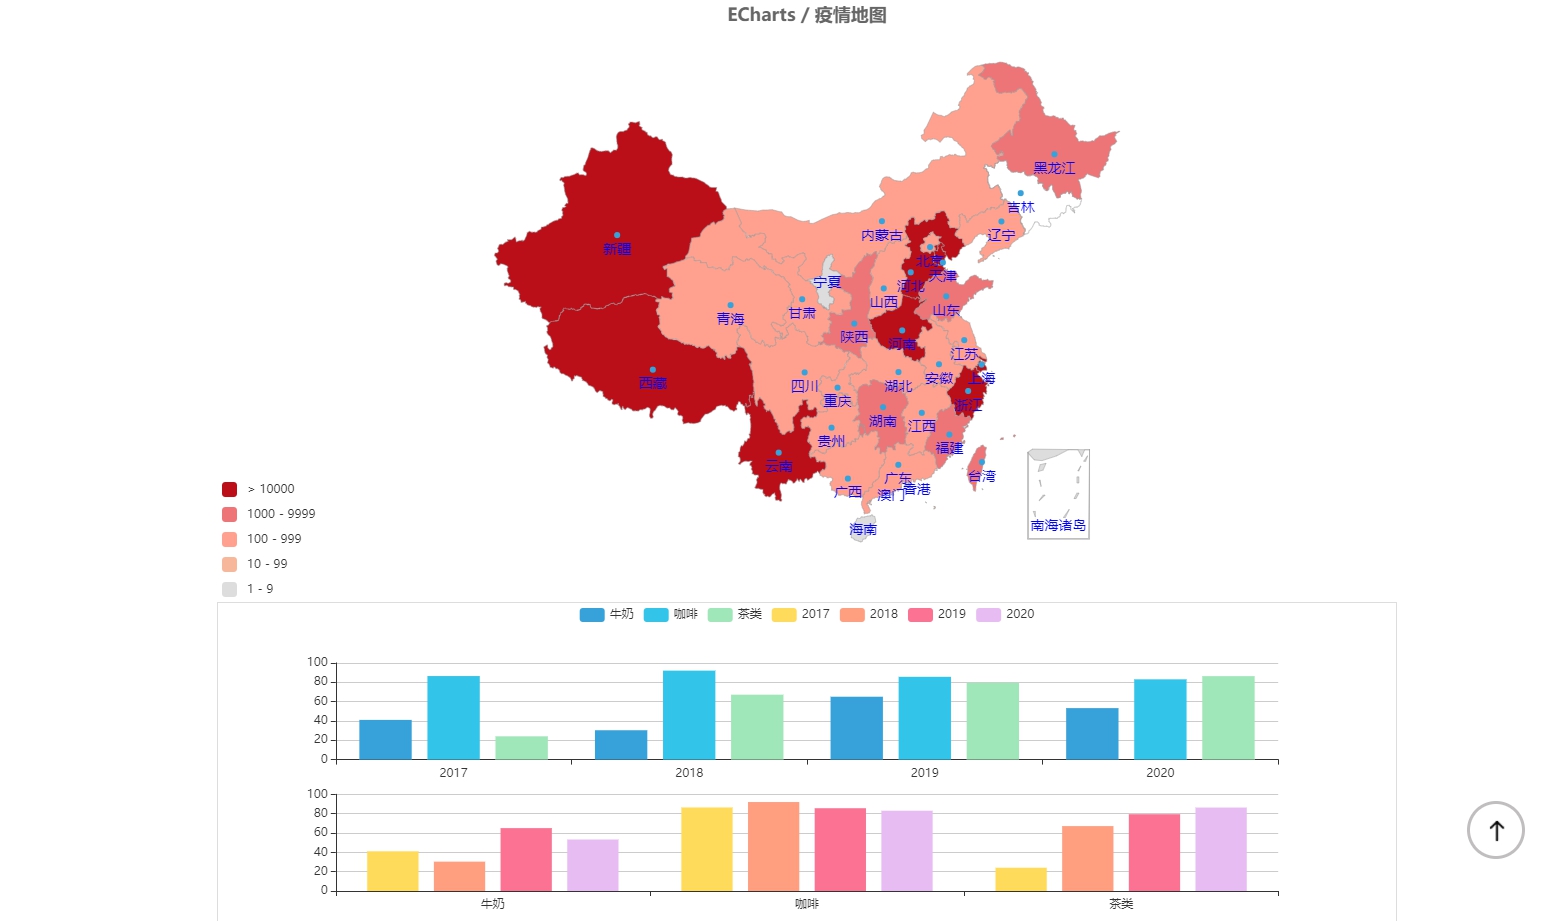 ECharts / 疫情地图
黑龙江
吉林
内蒙古
辽宁
新疆
北京
天津
宁夏
河北
山西
山东
青海
甘肃
陕西
河南
江苏
西藏
四川
湖北
安徽
上海
重庆
浙江
湖南
江西
贵州
福建
云南
广东
台湾
广西
澳门
香港
南海诸岛
海南
> 10000
1000 - 9999
100 - 999
10 - 99
1 - 9
牛奶 咖啡 茶类 2017 2018 2019 2020
100
80
60
40
20
0
2017 2018 2019 2020
100
80
60
40
20
0
牛奶 咖啡 茶类